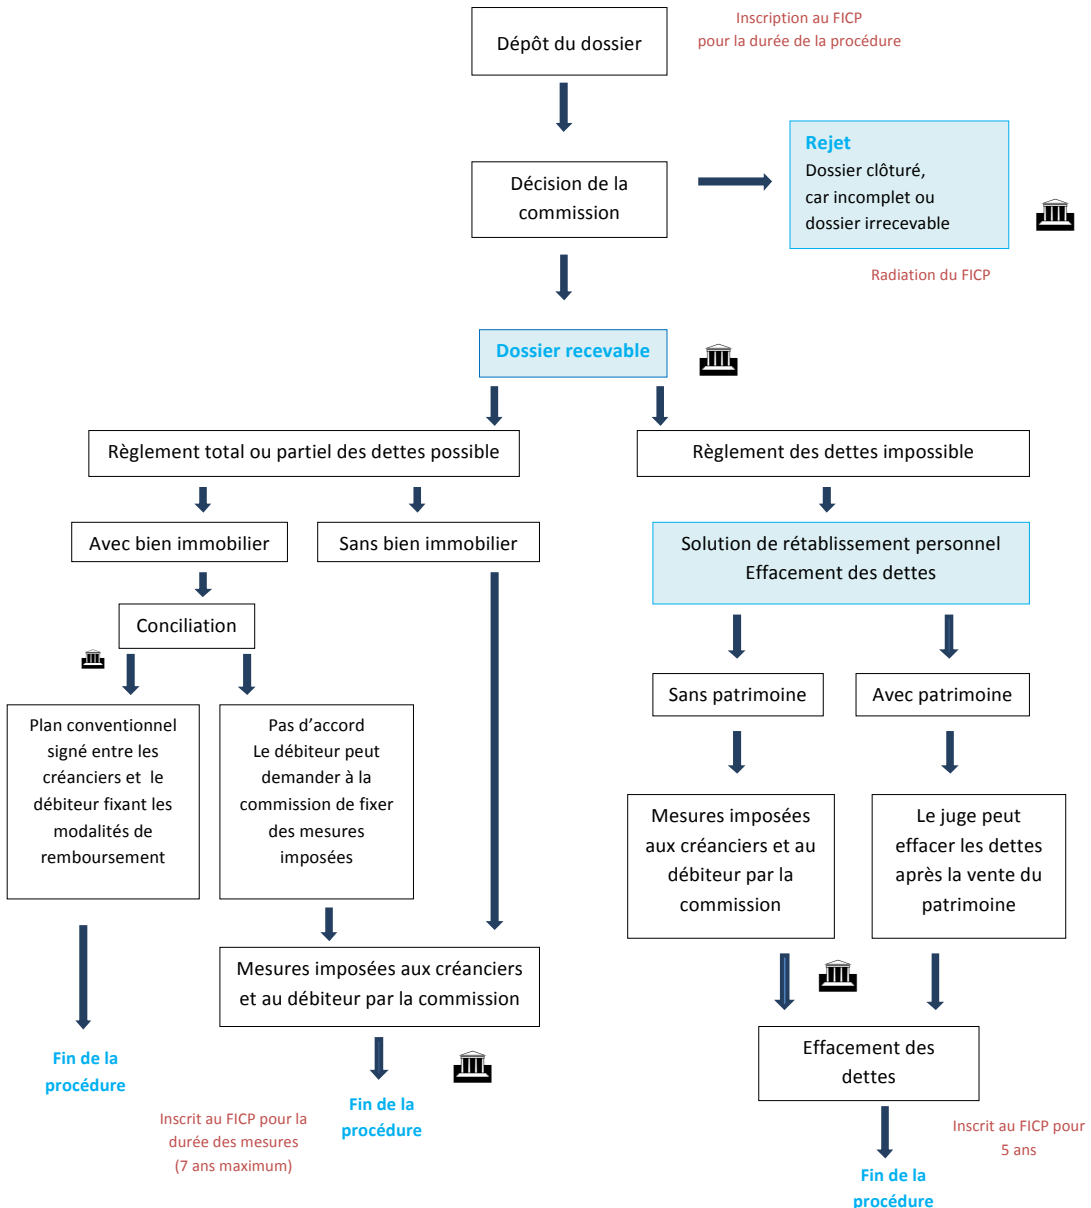 Inscription au FICP
pour la durée de la procédure
Dépôt du dossier
Rejet
Dossier clôturé,
car incomplet ou
dossier irrecevable
Décision de la
commission
Radiation du FICP
Dossier recevable
Règlement total ou partiel des dettes possible
Règlement des dettes impossible
Avec bien immobilier
Sans bien immobilier
Solution de rétablissement personnel
Effacement des dettes
Conciliation
Sans patrimoine
Avec patrimoine
Plan conventionnel
signé entre les
créanciers et le
débiteur fixant les
modalités de
remboursement
Pas d’accord
Le débiteur peut
demander à la
commission de fixer
des mesures
imposées
Mesures imposées
aux créanciers et au
débiteur par la
commission
Le juge peut
effacer les dettes
après la vente du
patrimoine
Mesures imposées aux créanciers
et au débiteur par la commission
Fin de la
procédure
Effacement des
dettes
Inscrit au FICP pour la
durée des mesures
(7 ans maximum)
Fin de la
procédure
Inscrit au FICP pour
5 ans
Fin de la
procédure